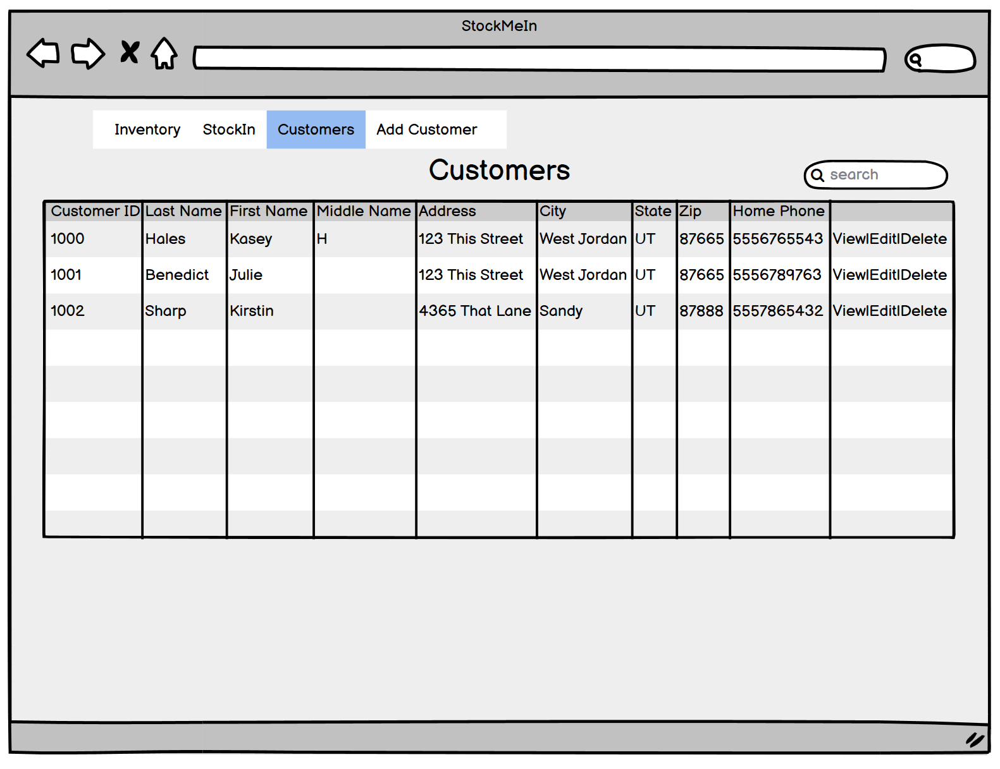 StockMeIn
Inventory StockIn Customers Add Customer
Customers
search
Customer ID Last Name First Name Middle Name Address City State Zip Home Phone
1000 Hales Kasey H 123 This Street West Jordan UT 87665 5556765543 View|Edit|Delete
1001 Benedict Julie 123 This Street West Jordan UT 87665 5556789763 View|Edit|Delete
1002 Sharp Kirstin 4365 That Lane Sandy UT 87888 5557865432 View|Edit|Delete